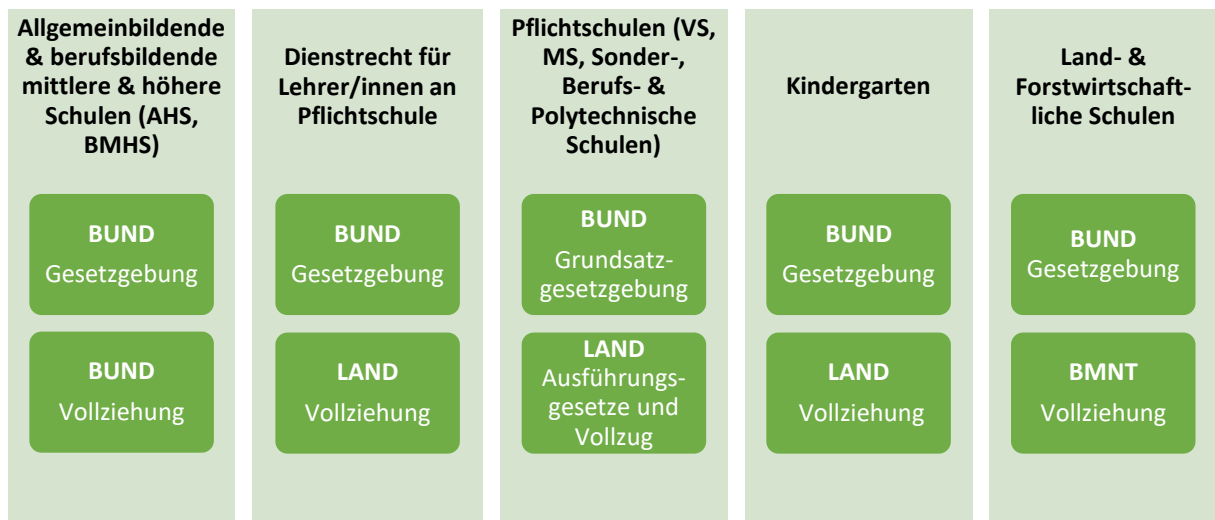 Allgemeinbildende
& berufsbildende
mittlere & höhere
Schulen (AHS,
BMHS)
BUND
Gesetzgebung
BUND
Vollziehung
Dienstrecht für
Lehrer/innen an
Pflichtschule
BUND
Gesetzgebung
LAND
Vollziehung
Pflichtschulen (VS,
MS, Sonder-,
Berufs- &
Polytechnische
Schulen)
BUND
Grundsatz-
gesetzgebung
LAND
Ausführungs-
gesetze und
Vollzug
Kindergarten
BUND
Gesetzgebung
LAND
Vollziehung
Land- &
Forstwirtschaft-
liche Schulen
BUND
Gesetzgebung
BMNT
Vollziehung